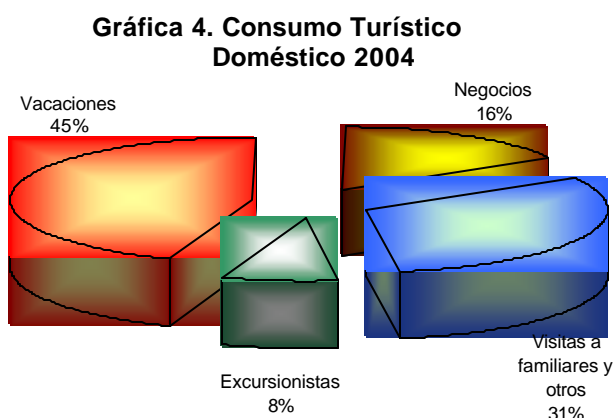 Gráfica 4. Consumo Turístico
Doméstico 2004
Vacaciones
45%
Negocios
16%
Excursionistas
8%
Visitas a
familiares y
otros
31%